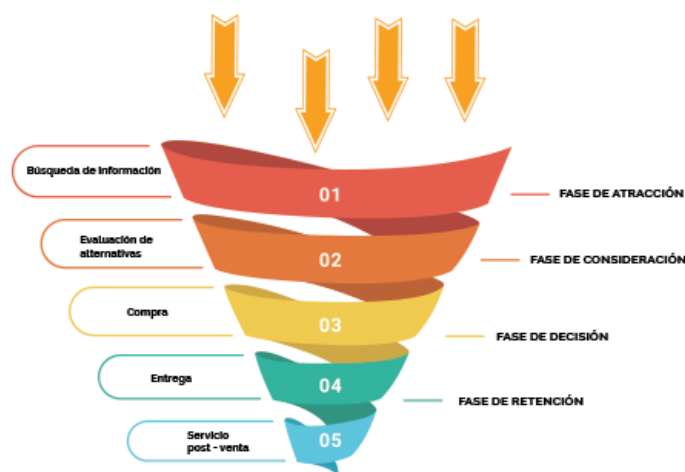 Búsqueda de información
01
FASE DE ATRACCIÓN
Evaluación de
alternativas
02
FASE DE CONSIDERACIÓN
Compra
03
FASE DE DECISIÓN
Entrega
04
FASE DE RETENCIÓN
Servicio
post - venta
05